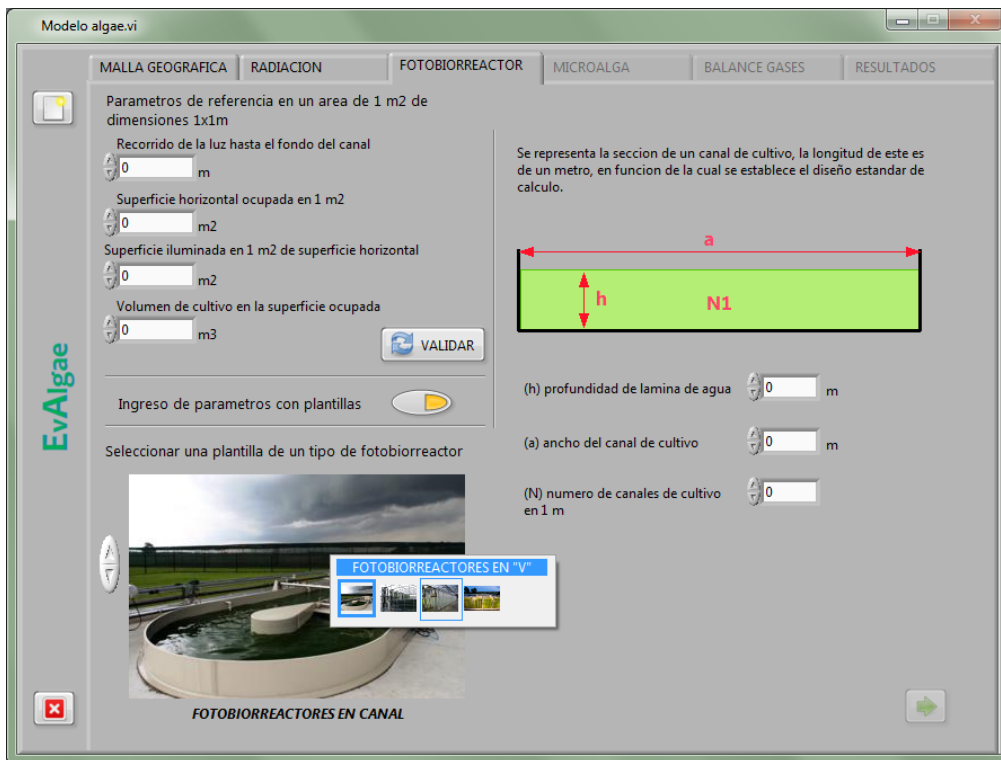 Modelo algae.vi
MALLA GEOGRAFICA
RADIACION
FOTOBIORREACTOR
MICROALGA
BALANCE GASES
RESULTADOS
EvAlgae
Parametros de referencia en un area de 1 m2 de
dimensiones 1x1m
Recorrido de la luz hasta el fondo del canal
0 m
Superficie horizontal ocupada en 1 m2
0 m2
Superficie iluminada en 1 m2 de superficie horizontal
0 m2
Volumen de cultivo en la superficie ocupada
0 m3
VALIDAR
Ingreso de parametros con plantillas
Seleccionar una plantilla de un tipo de fotobiorreactor
FOTOBIORREACTORES EN "V"
FOTOBIORREACTORES EN CANAL
Se representa la seccion de un canal de cultivo, la longitud de este es
de un metro, en funcion de la cual se establece el diseño estandar de
calculo.
a
h
N1
(h) profundidad de lamina de agua 0 m
(a) ancho del canal de cultivo 0 m
(N) numero de canales de cultivo 0
en 1 m